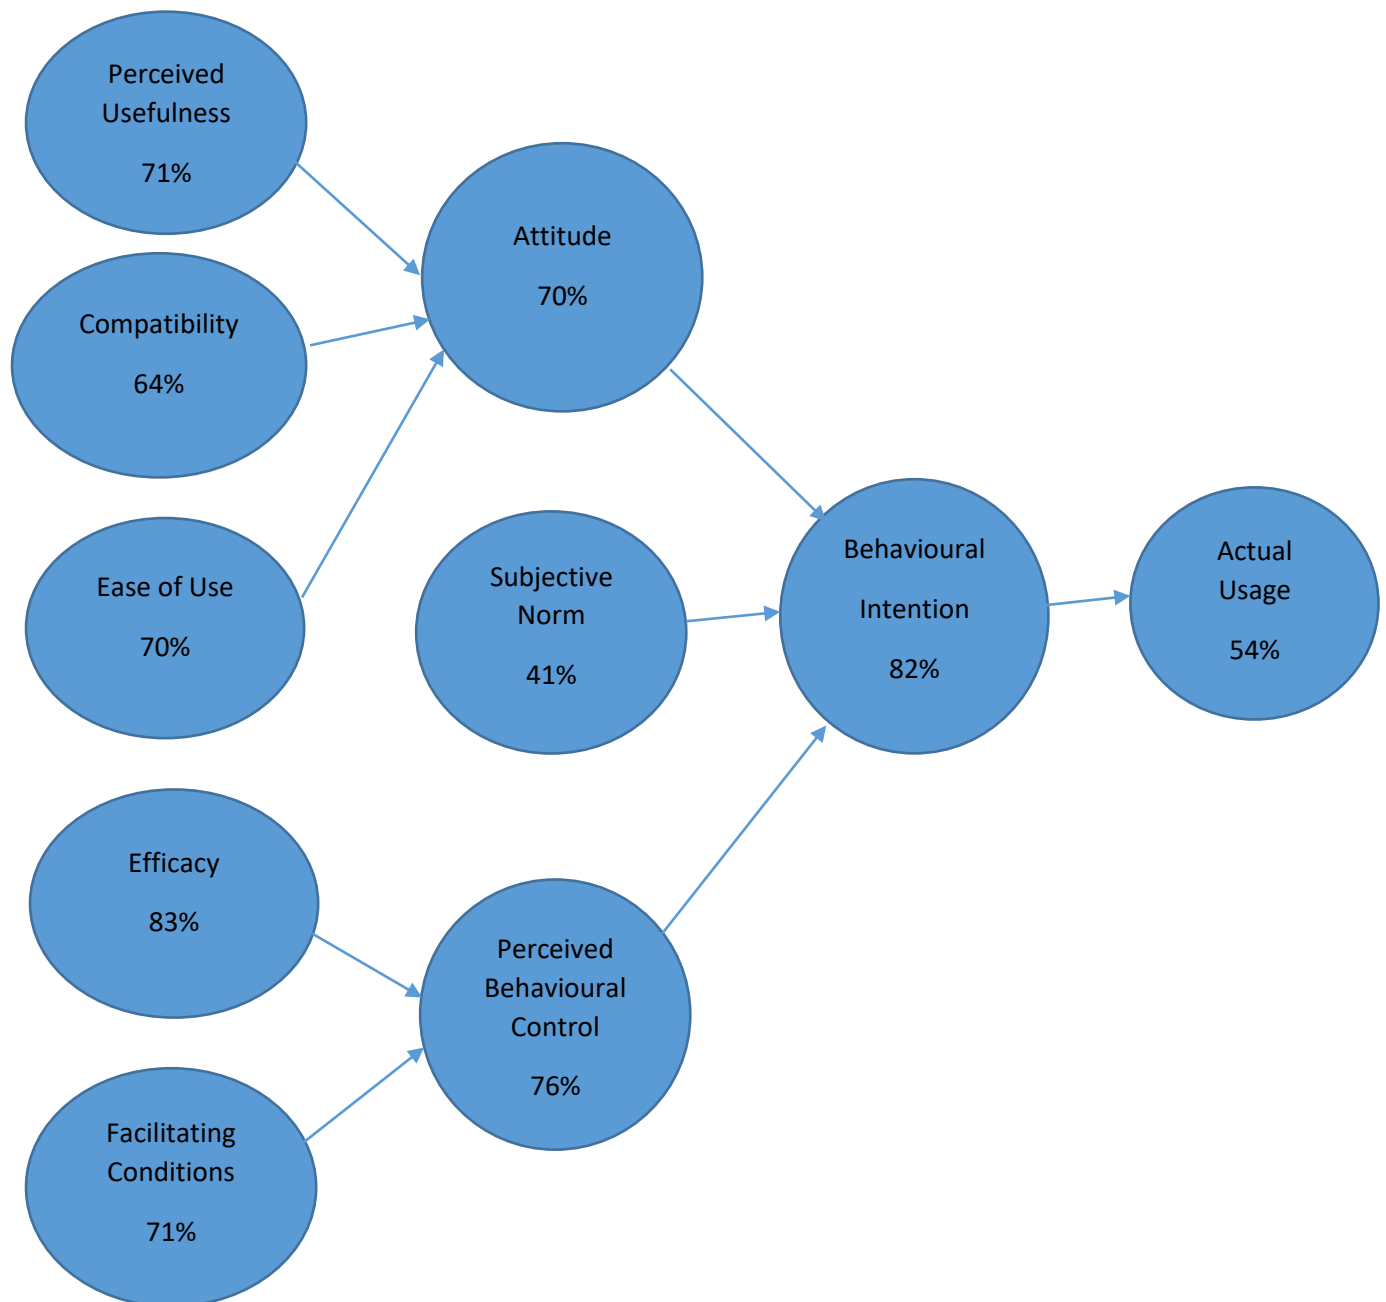 Perceived
Usefulness
71%
Attitude
70%
Compatibility
64%
Ease of Use
70%
Subjective
Norm
41%
Behavioural
Intention
82%
Actual
Usage
54%
Efficacy
83%
Perceived
Behavioural
Control
76%
Facilitating
Conditions
71%